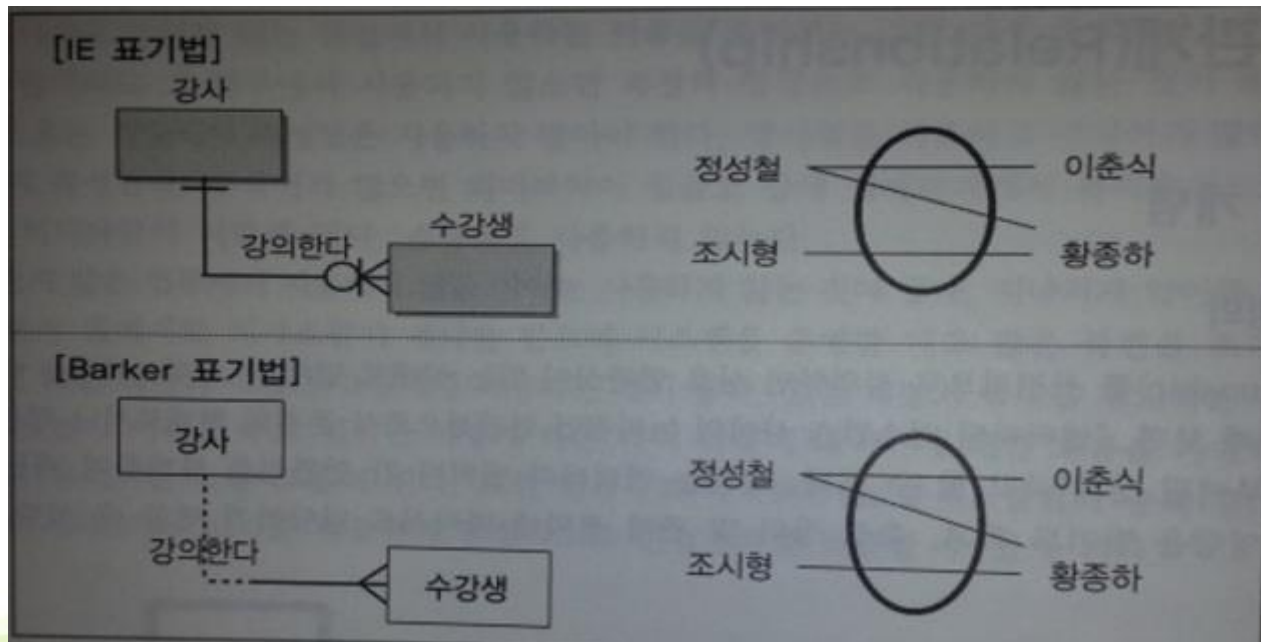 [IE 표기법]
강사
강의한다
수강생
정성철
이춘식
조시형
황종하
[Barker 표기법]
강사
강의한다
수강생
정성철
이춘식
조시형
황종하